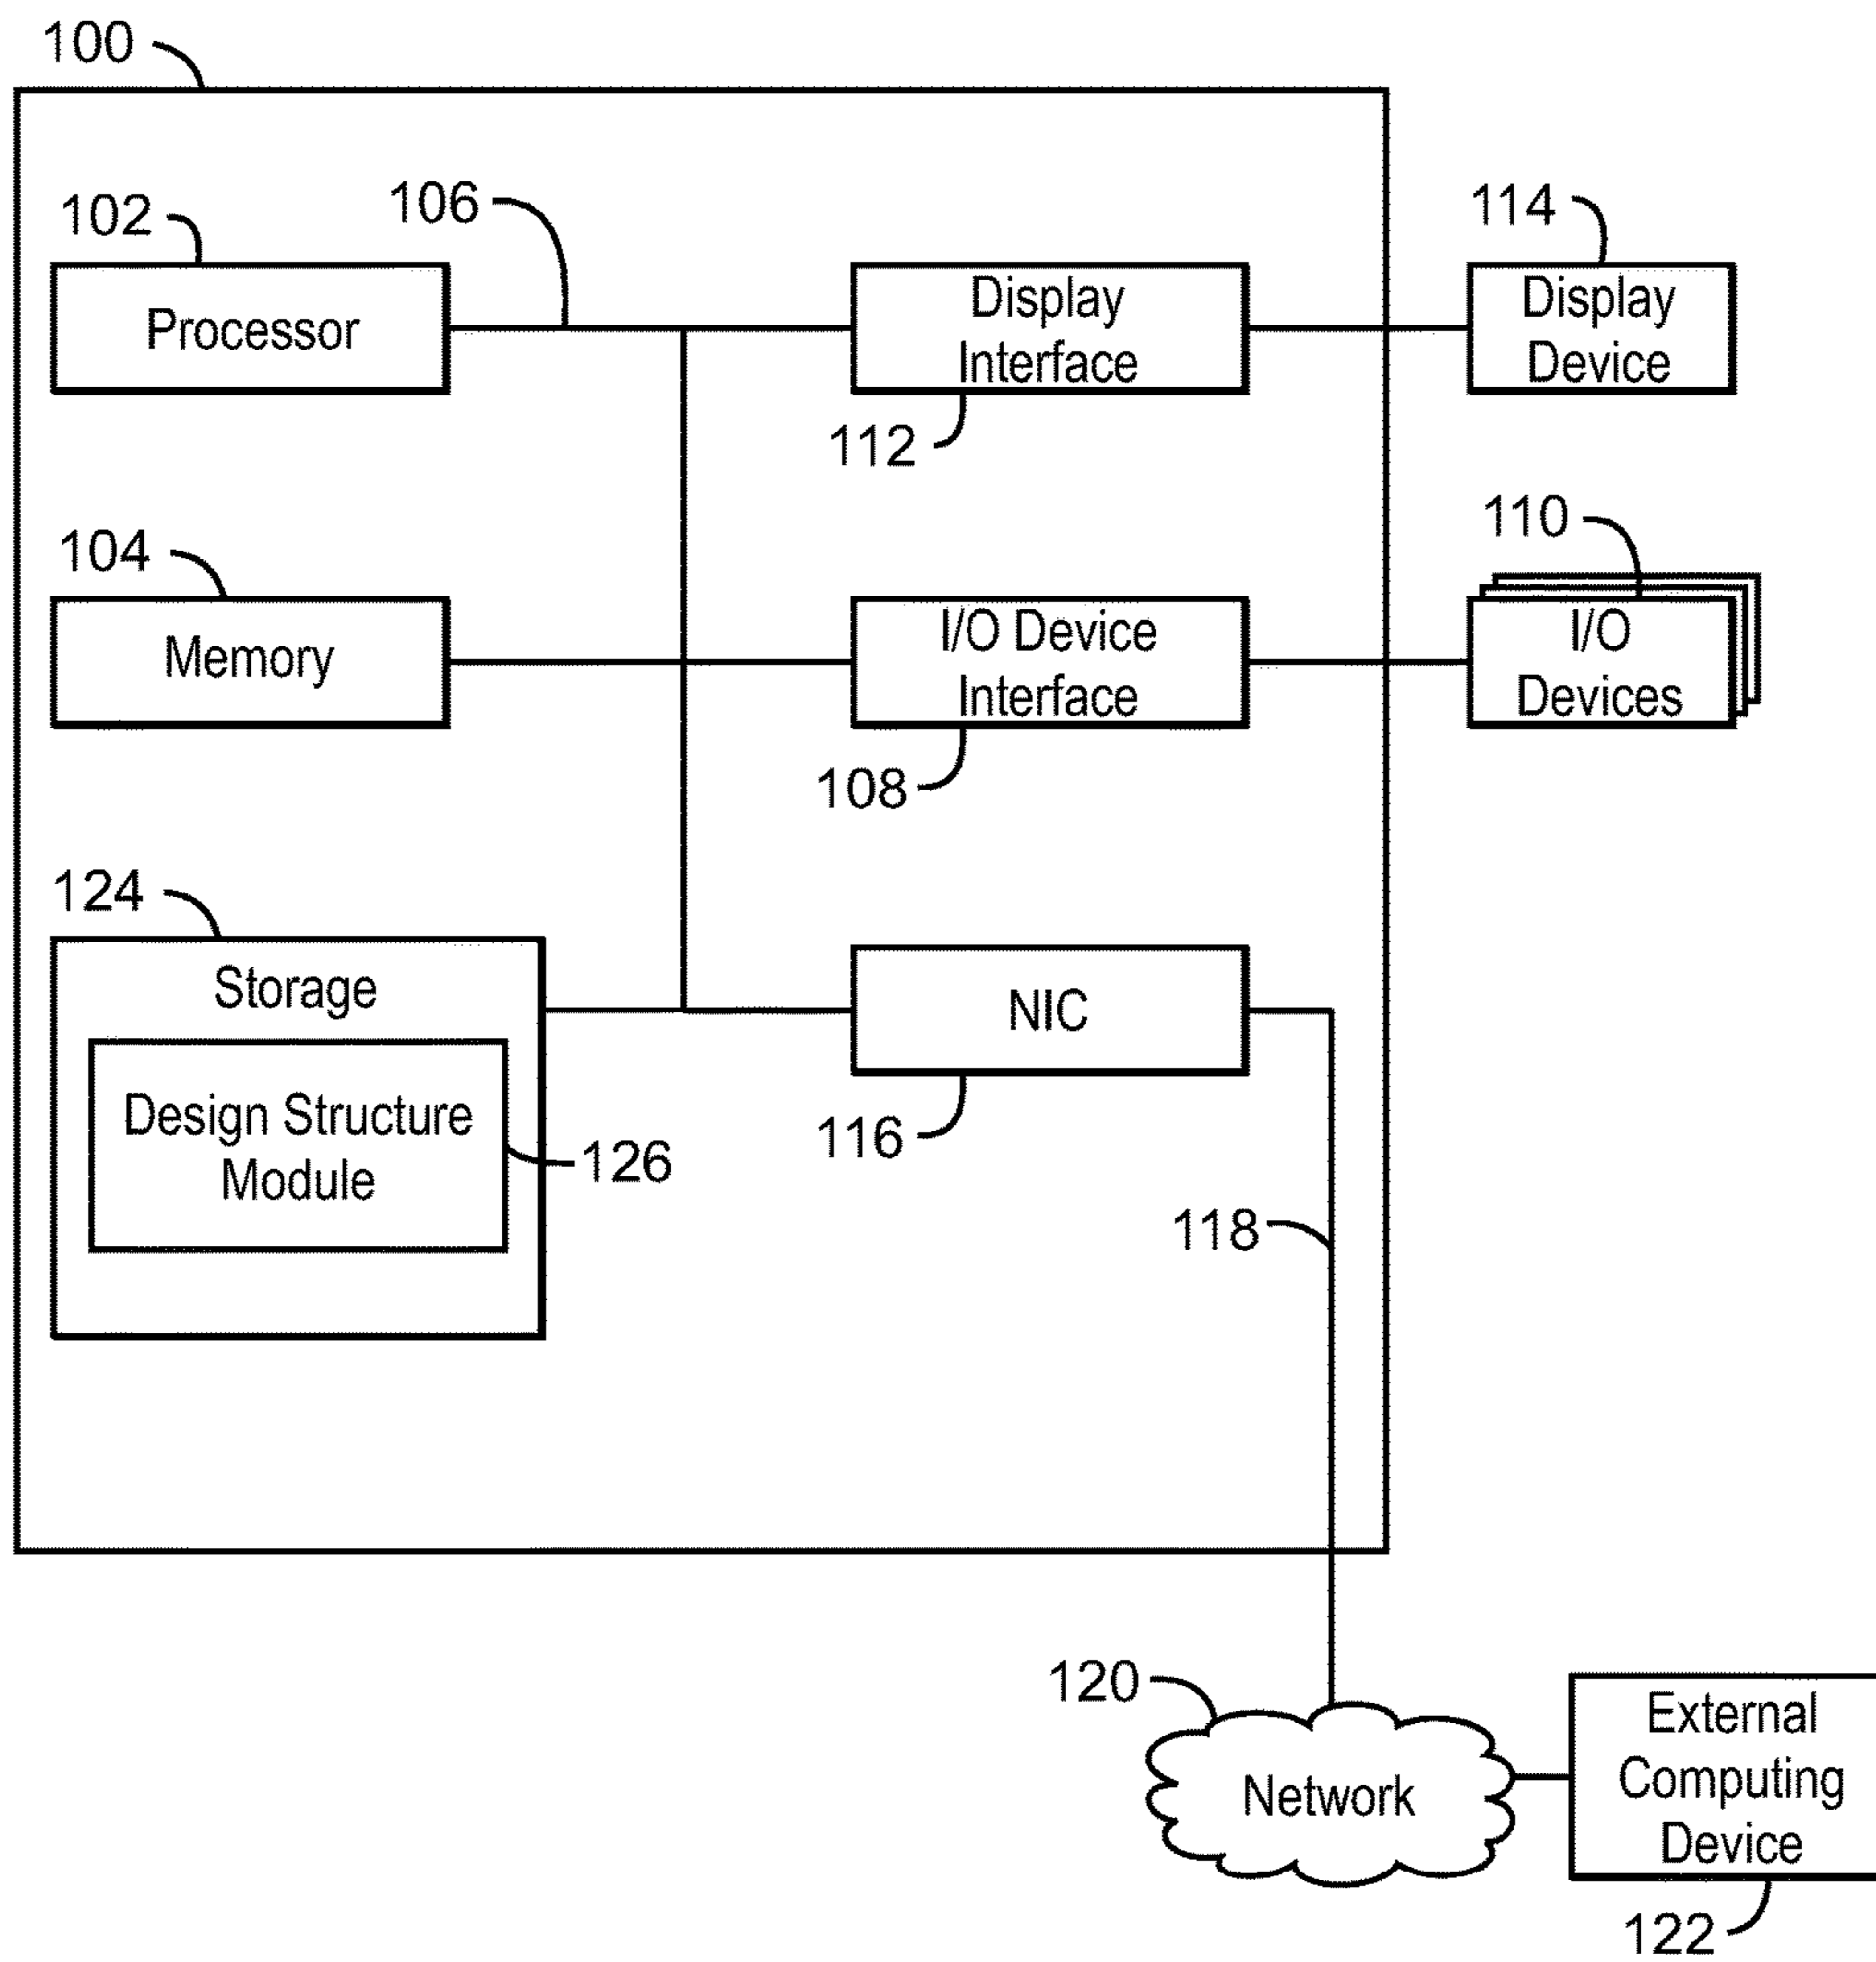 100
102
106
114
Processor
Display
Interface
Display
Device
112
110
104
Memory
I/O Device
Interface
I/O
Devices
108
124
Storage
NIC
Design Structure
Module
126
116
118
120
Network
External
Computing
Device
122